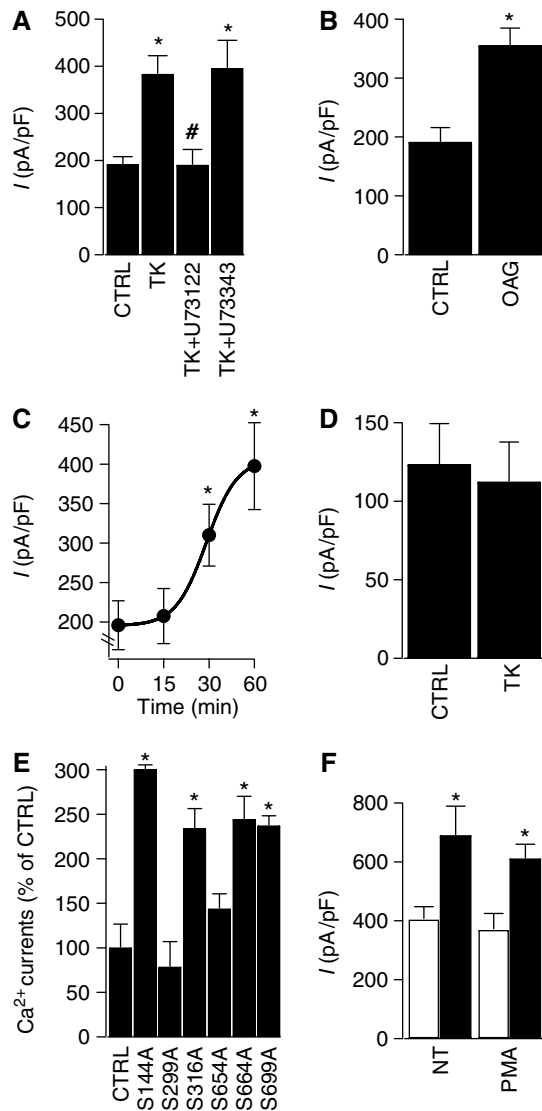 A
500
400
300
200
100
0
I (pA/pF)
*
#
*
CTRL
TK
TK+U73122
TK+U73343
B
400
300
200
100
0
I (pA/pF)
*
CTRL
OAG
C
450
400
350
300
250
200
I (pA/pF)
*
*
0 15 30 60
Time (min)
D
150
100
50
0
I (pA/pF)
CTRL
TK
E
300
250
200
150
100
50
0
Ca2+ currents (% of CTRL)
*
*
*
*
CTRL
S144A
S299A
S316A
S654A
S664A
S699A
F
800
600
400
200
0
I (pA/pF)
*
*
NT
PMA